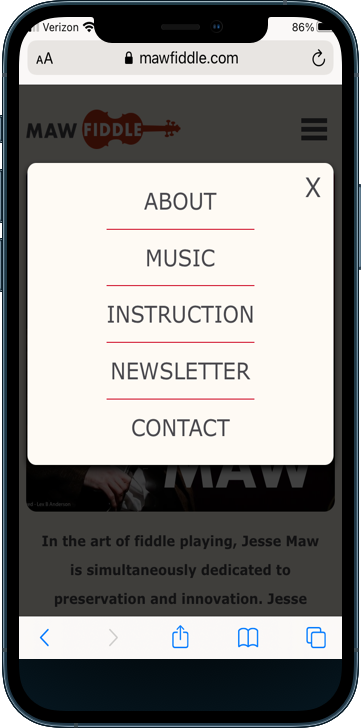 Verizon 86%
AA mawfiddle.com
MAW FIDDLE
X
ABOUT
MUSIC
INSTRUCTION
NEWSLETTER
CONTACT
MAW
In the art of fiddle playing, Jesse Maw
is simultaneously dedicated to
preservation and innovation. Jesse